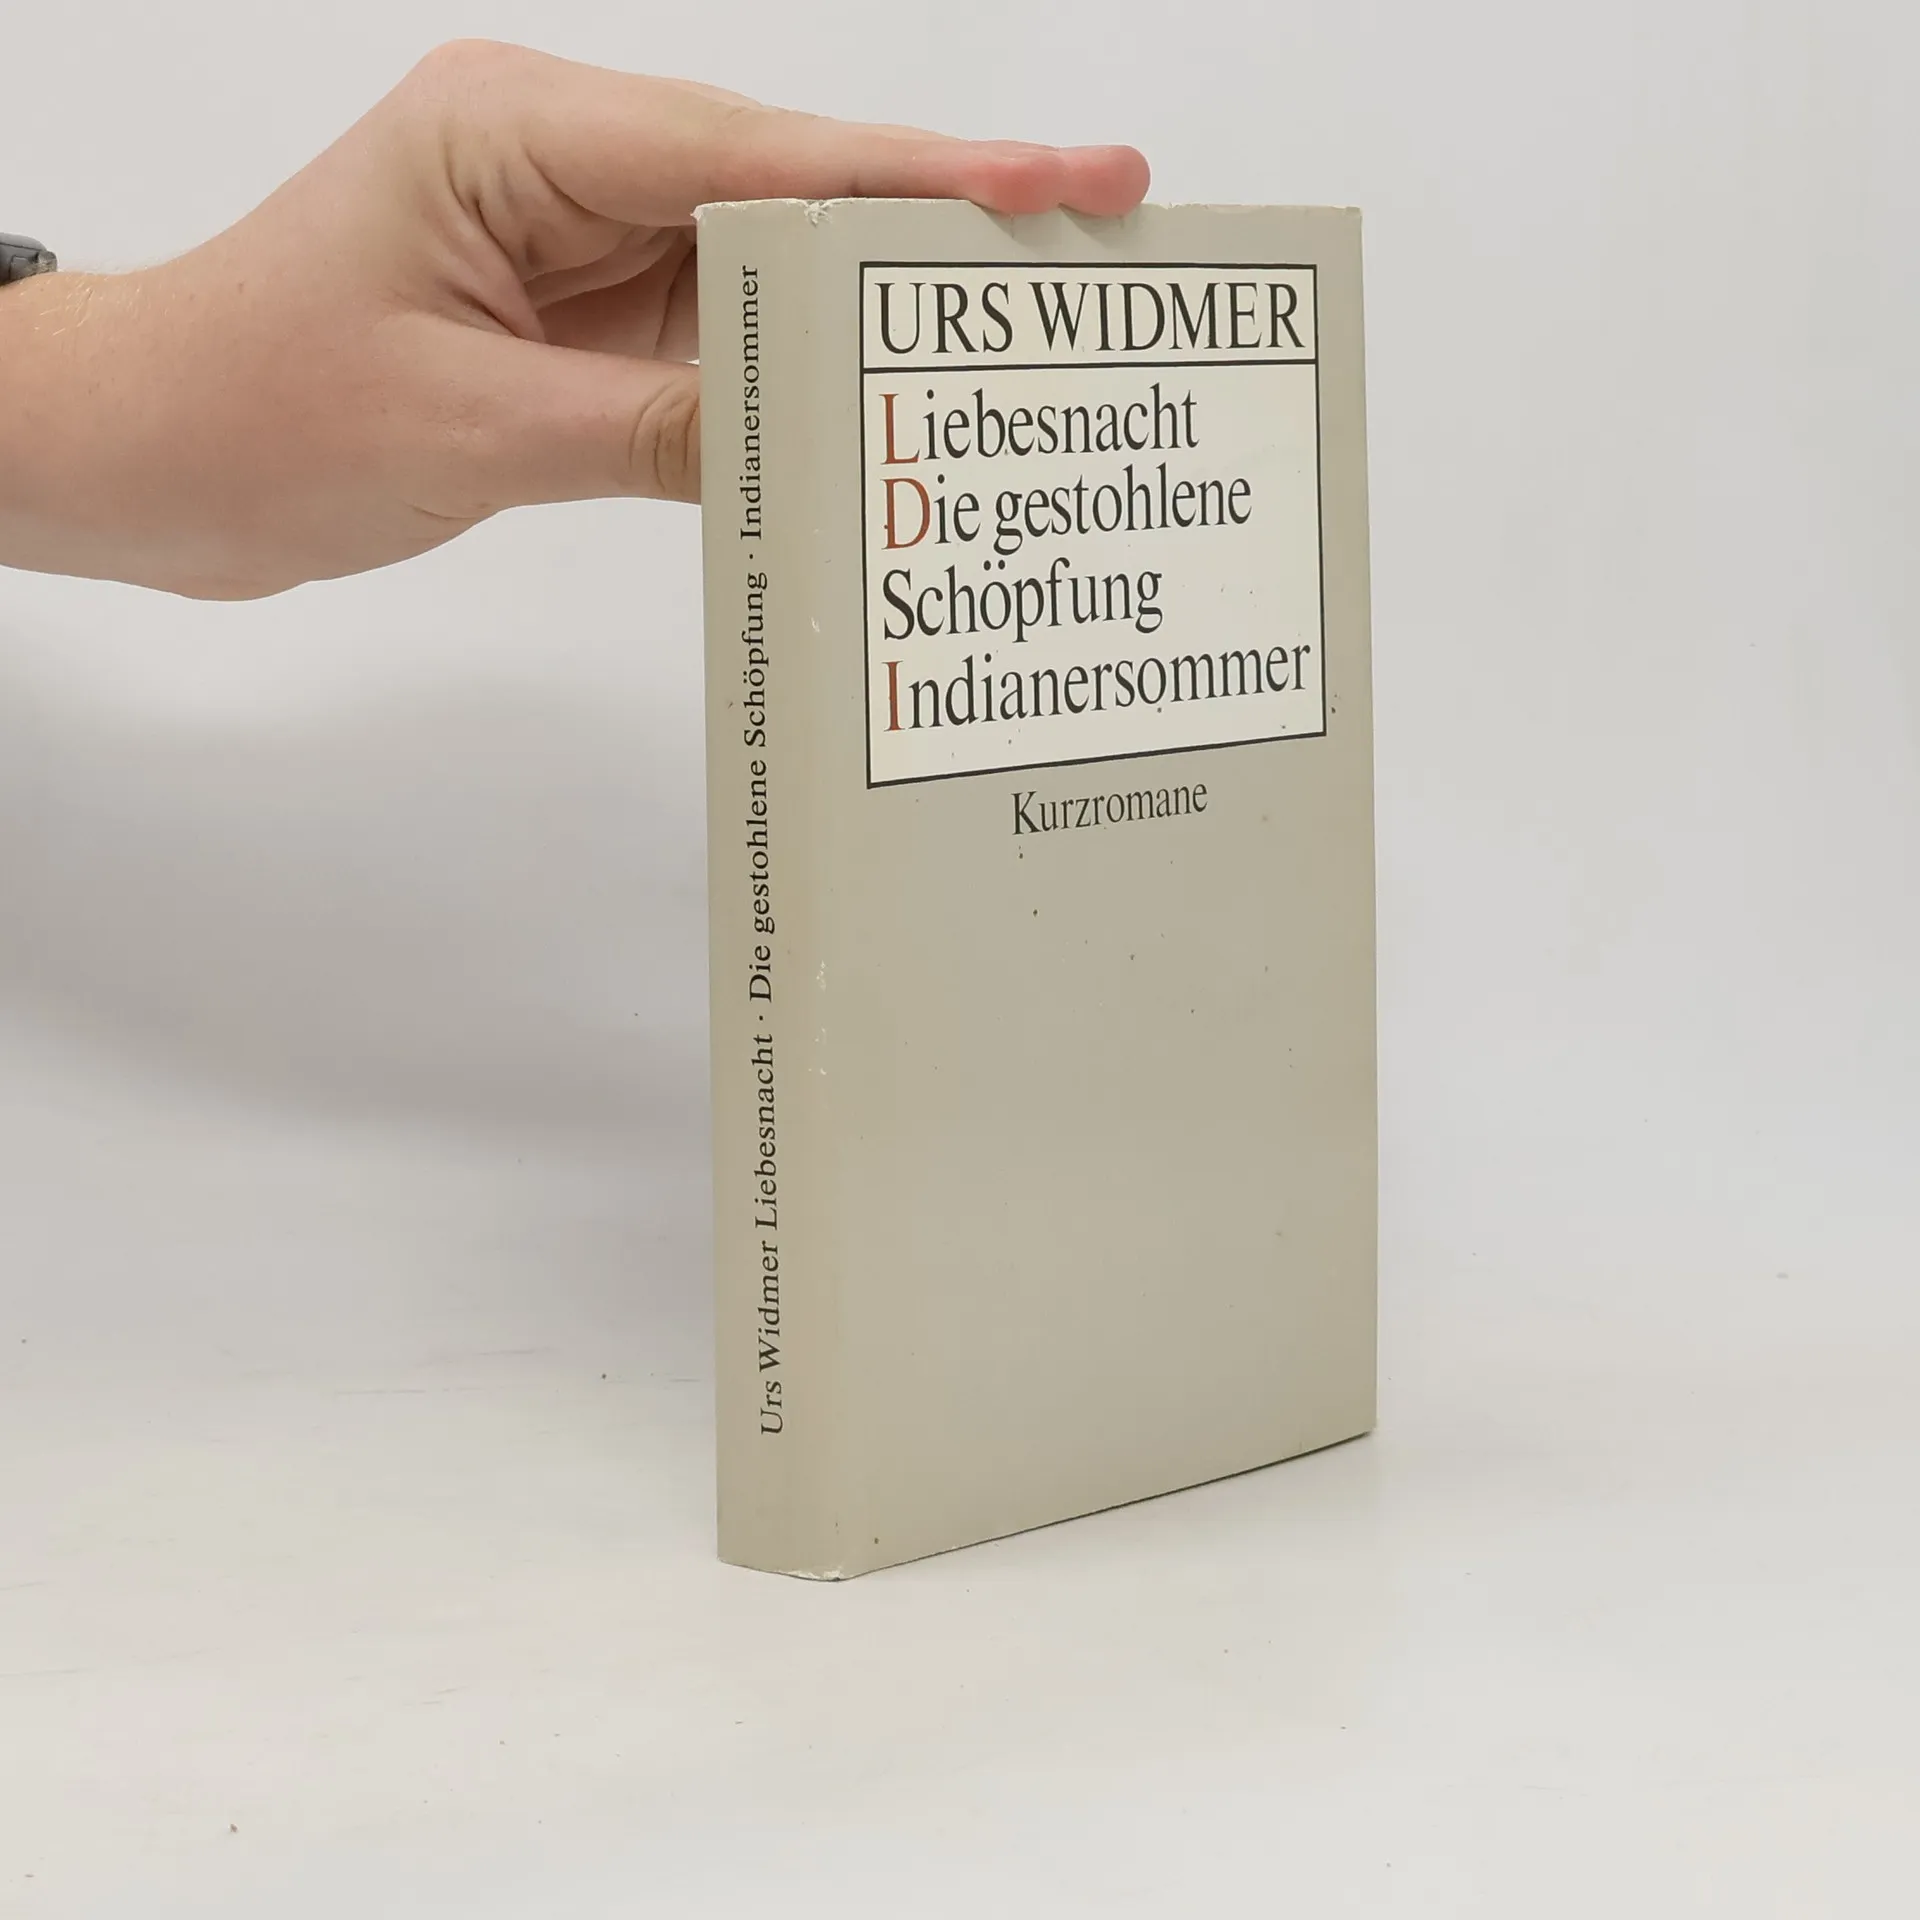 URS WIDMER
Liebesnacht
Die gestohlene
Schöpfung
Indianersommer
Kurzromane
Urs Widmer Liebesnacht · Die gestohlene Schöpfung · Indianersommer